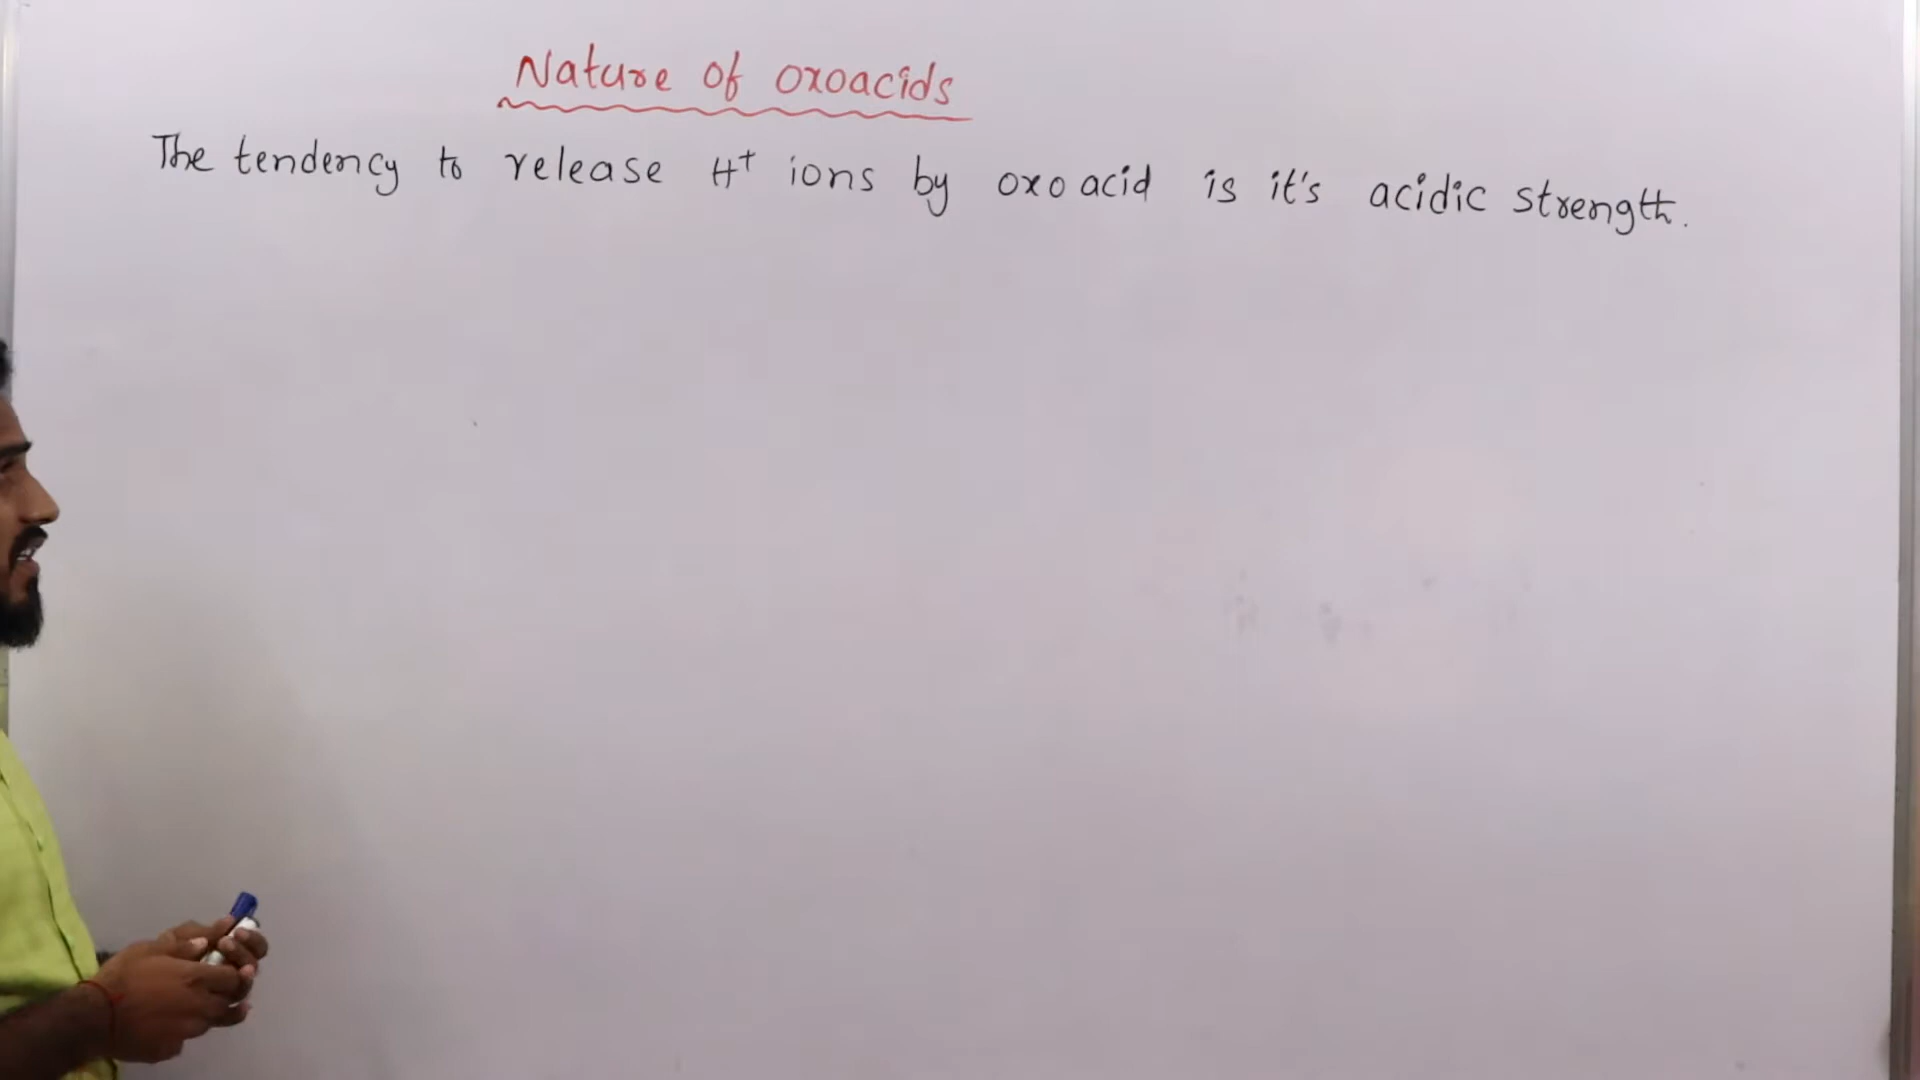 Nature of oxoacids
The tendency to release H⁺ ions by oxo acid is it's acidic strength.